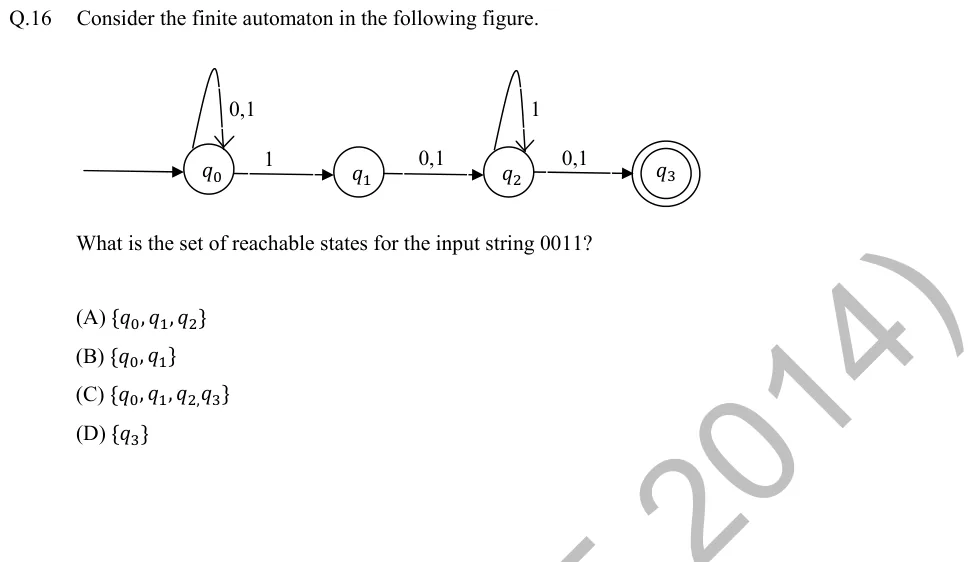 Q.16 Consider the finite automaton in the following figure.
0,1
1
1
0,1
0,1
q₀
q₁
q₂
q₃
What is the set of reachable states for the input string 0011?
(A) {q₀, q₁, q₂}
(B) {q₀, q₁}
(C) {q₀, q₁, q₂,q₃}
(D) {q₃}
2014)